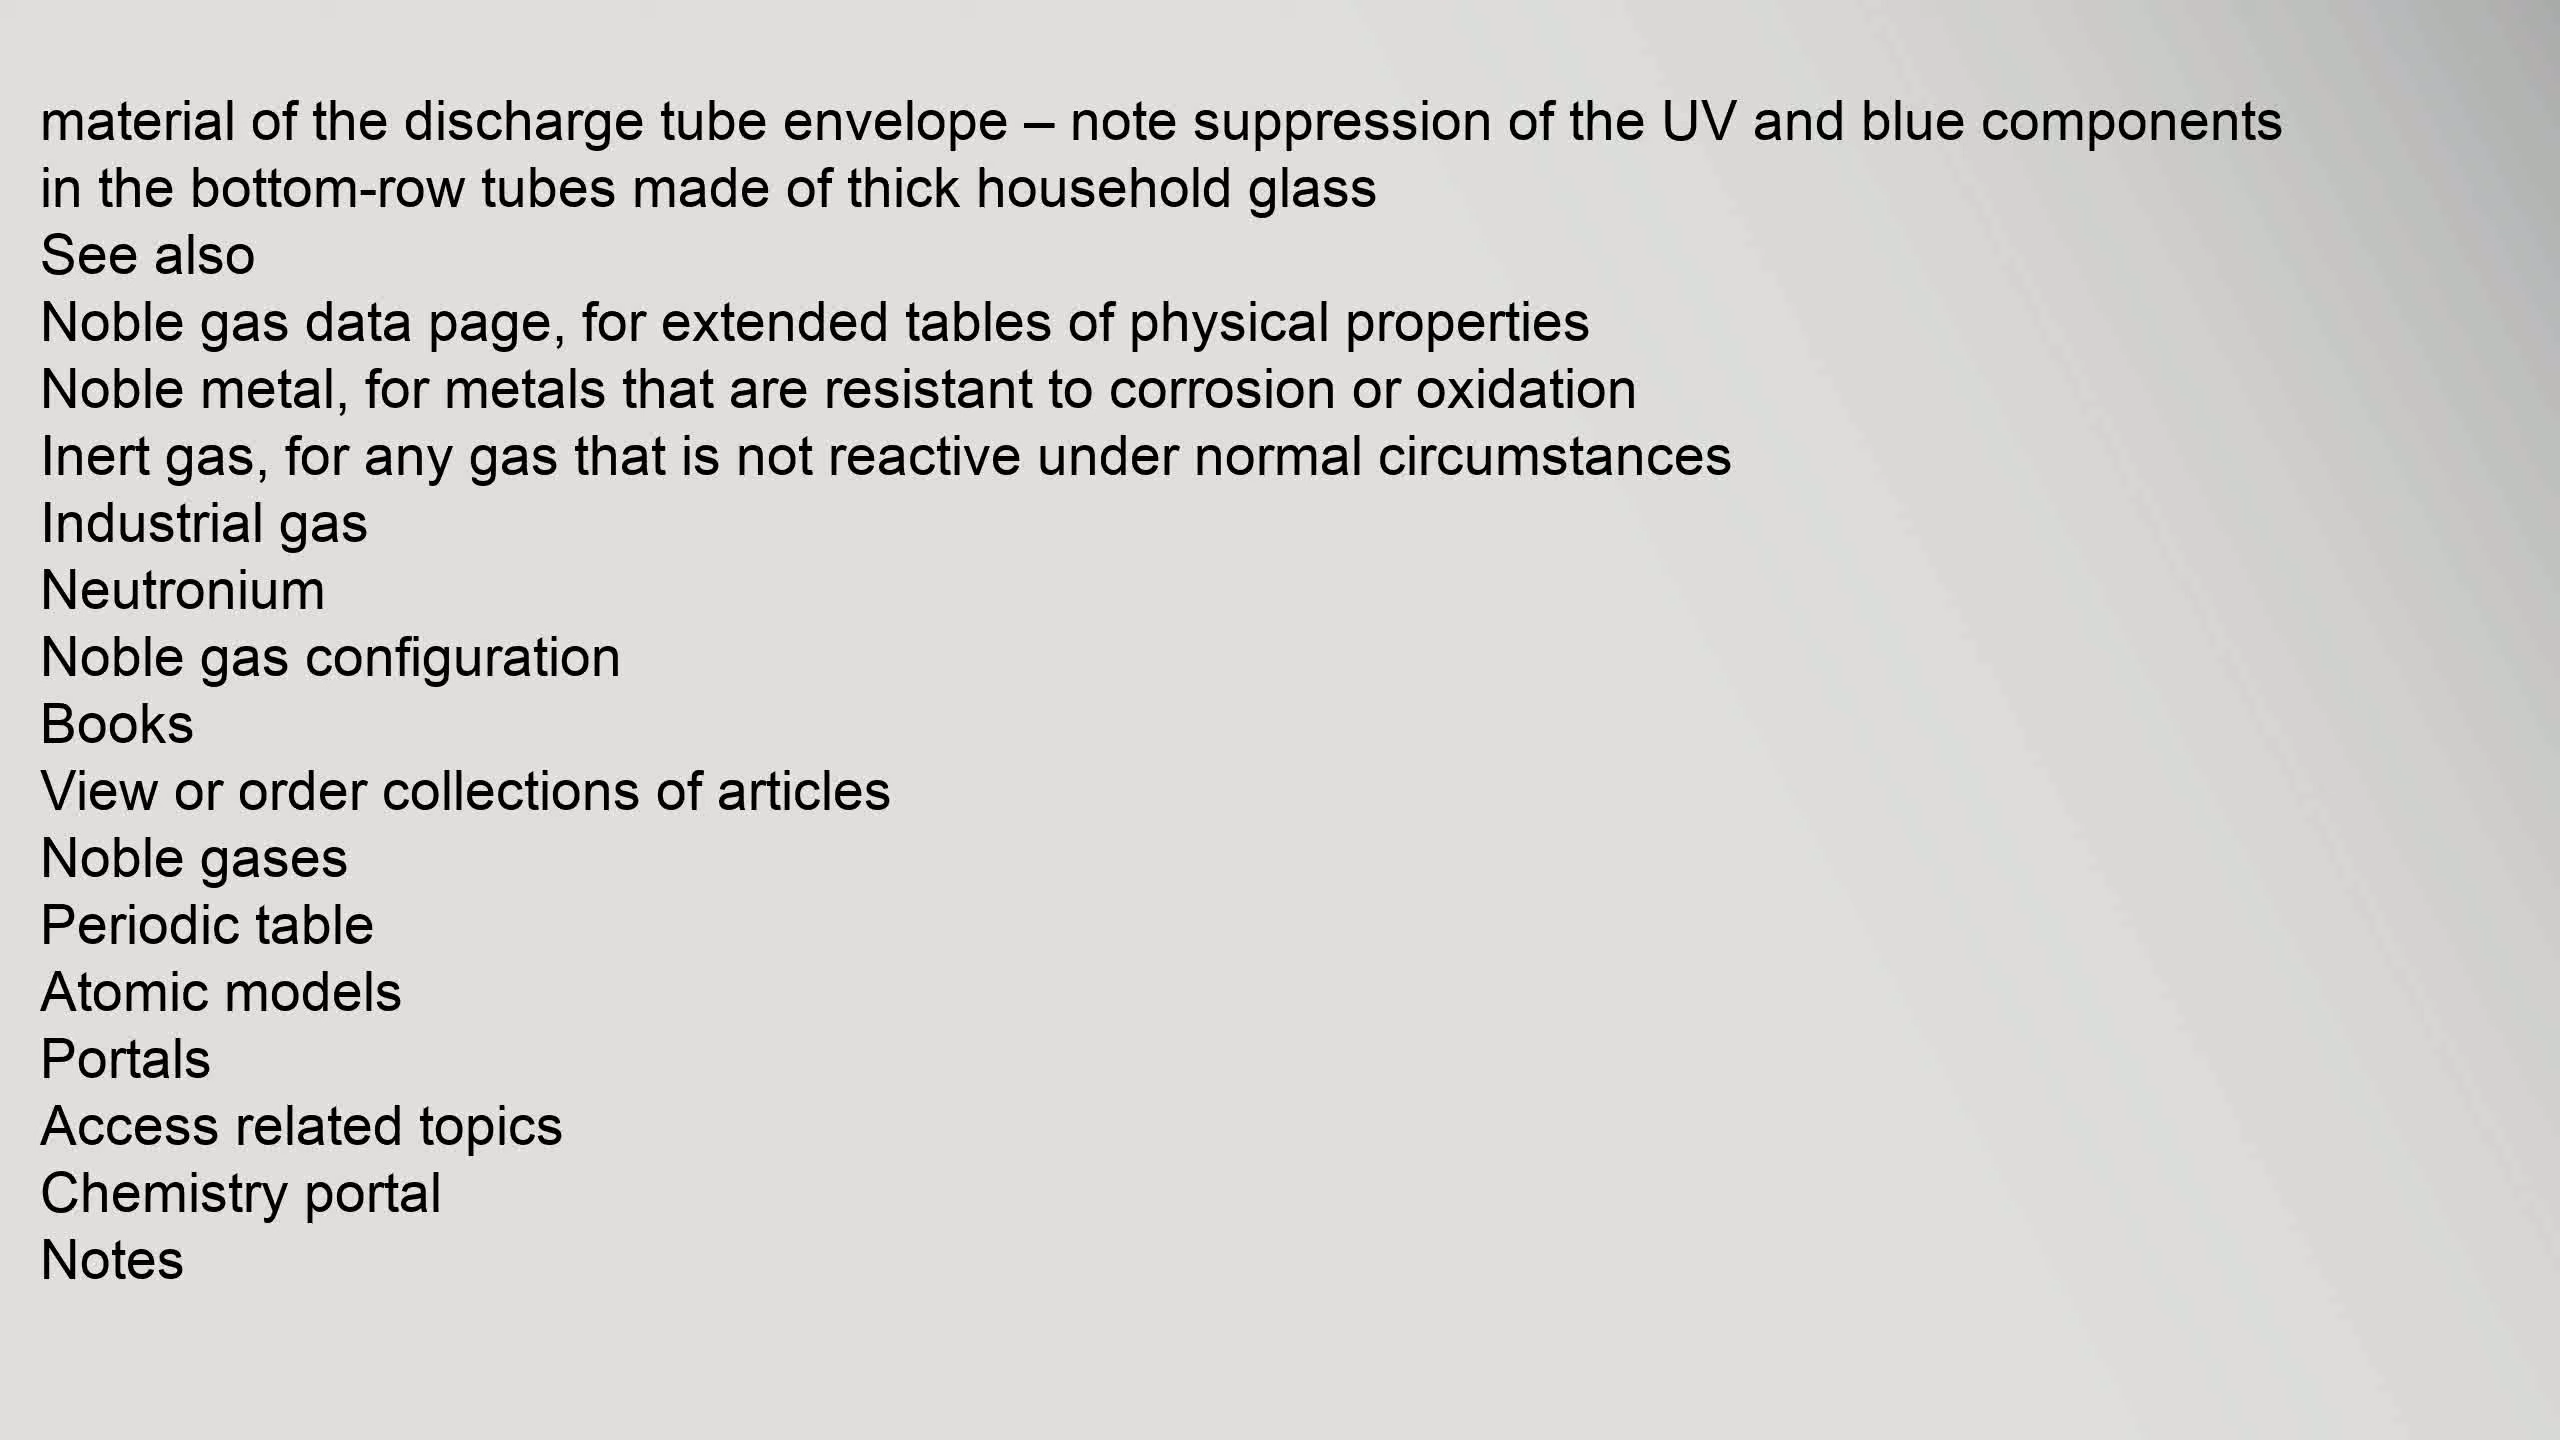 material of the discharge tube envelope – note suppression of the UV and blue components
in the bottom-row tubes made of thick household glass
See also
Noble gas data page, for extended tables of physical properties
Noble metal, for metals that are resistant to corrosion or oxidation
Inert gas, for any gas that is not reactive under normal circumstances
Industrial gas
Neutronium
Noble gas configuration
Books
View or order collections of articles
Noble gases
Periodic table
Atomic models
Portals
Access related topics
Chemistry portal
Notes